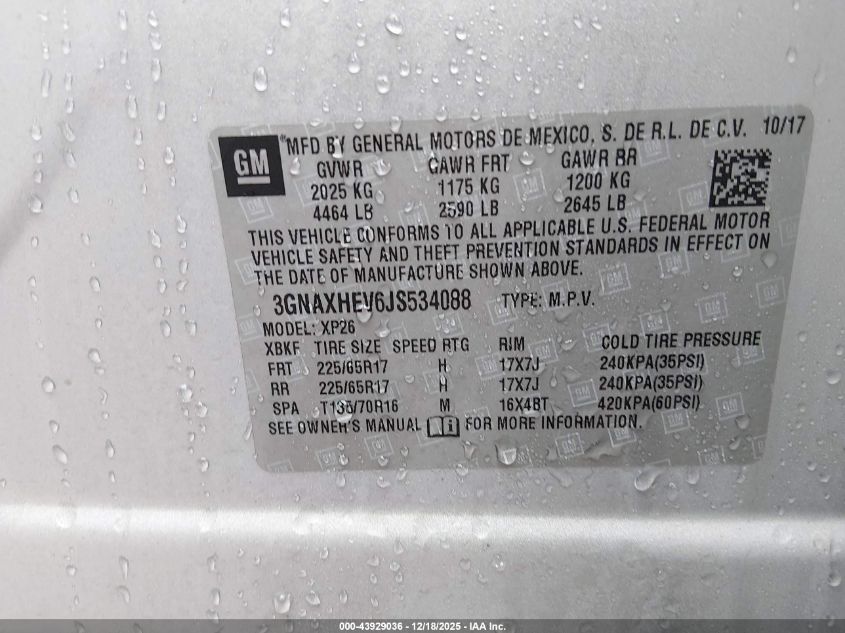 GM
®MFD BY GENERAL MOTORS DE MEXICO, S. DE R.L. DE C.V. 10/17
GVWR GAWR FRT GAWR RR
2025 KG 1175 KG 1200 KG
4464 LB 2590 LB 2645 LB
THIS VEHICLE CONFORMS TO ALL APPLICABLE U.S. FEDERAL MOTOR
VEHICLE SAFETY AND THEFT PREVENTION STANDARDS IN EFFECT ON
THE DATE OF MANUFACTURE SHOWN ABOVE.
3GNAXHEV6JS534088 TYPE: M.P.V.
MODEL: XP26
XBKF TIRE SIZE SPEED RTG RIM COLD TIRE PRESSURE
FRT 225/65R17 H 17X7J 240KPA(35PSI)
RR 225/65R17 H 17X7J 240KPA(35PSI)
SPA T135/70R16 M 16X4BT 420KPA(60PSI)
SEE OWNER'S MANUAL i FOR MORE INFORMATION.
000-43929036 - 12/18/2025 - IAA Inc.